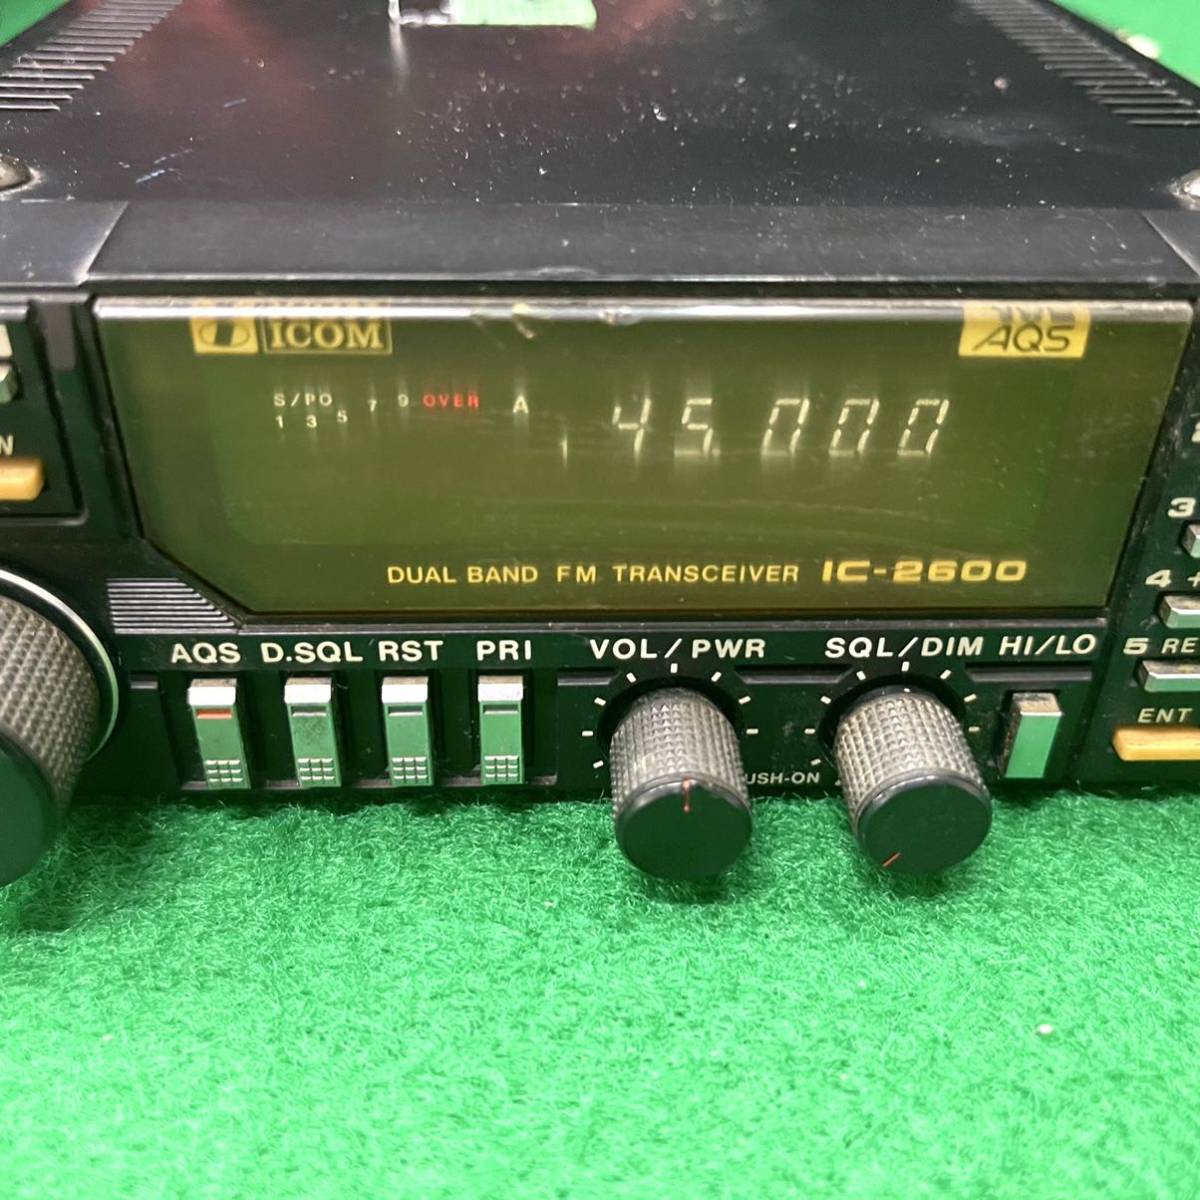 ICOM
AQS
S/PO
1 3 5 7 9 OVER
A
145.000
DUAL BAND FM TRANSCEIVER IC-2600
AQS D.SQL RST PRI VOL/PWR SQL/DIM HI/LO
USH-ON
N
3
4 +
5 RE
ENT